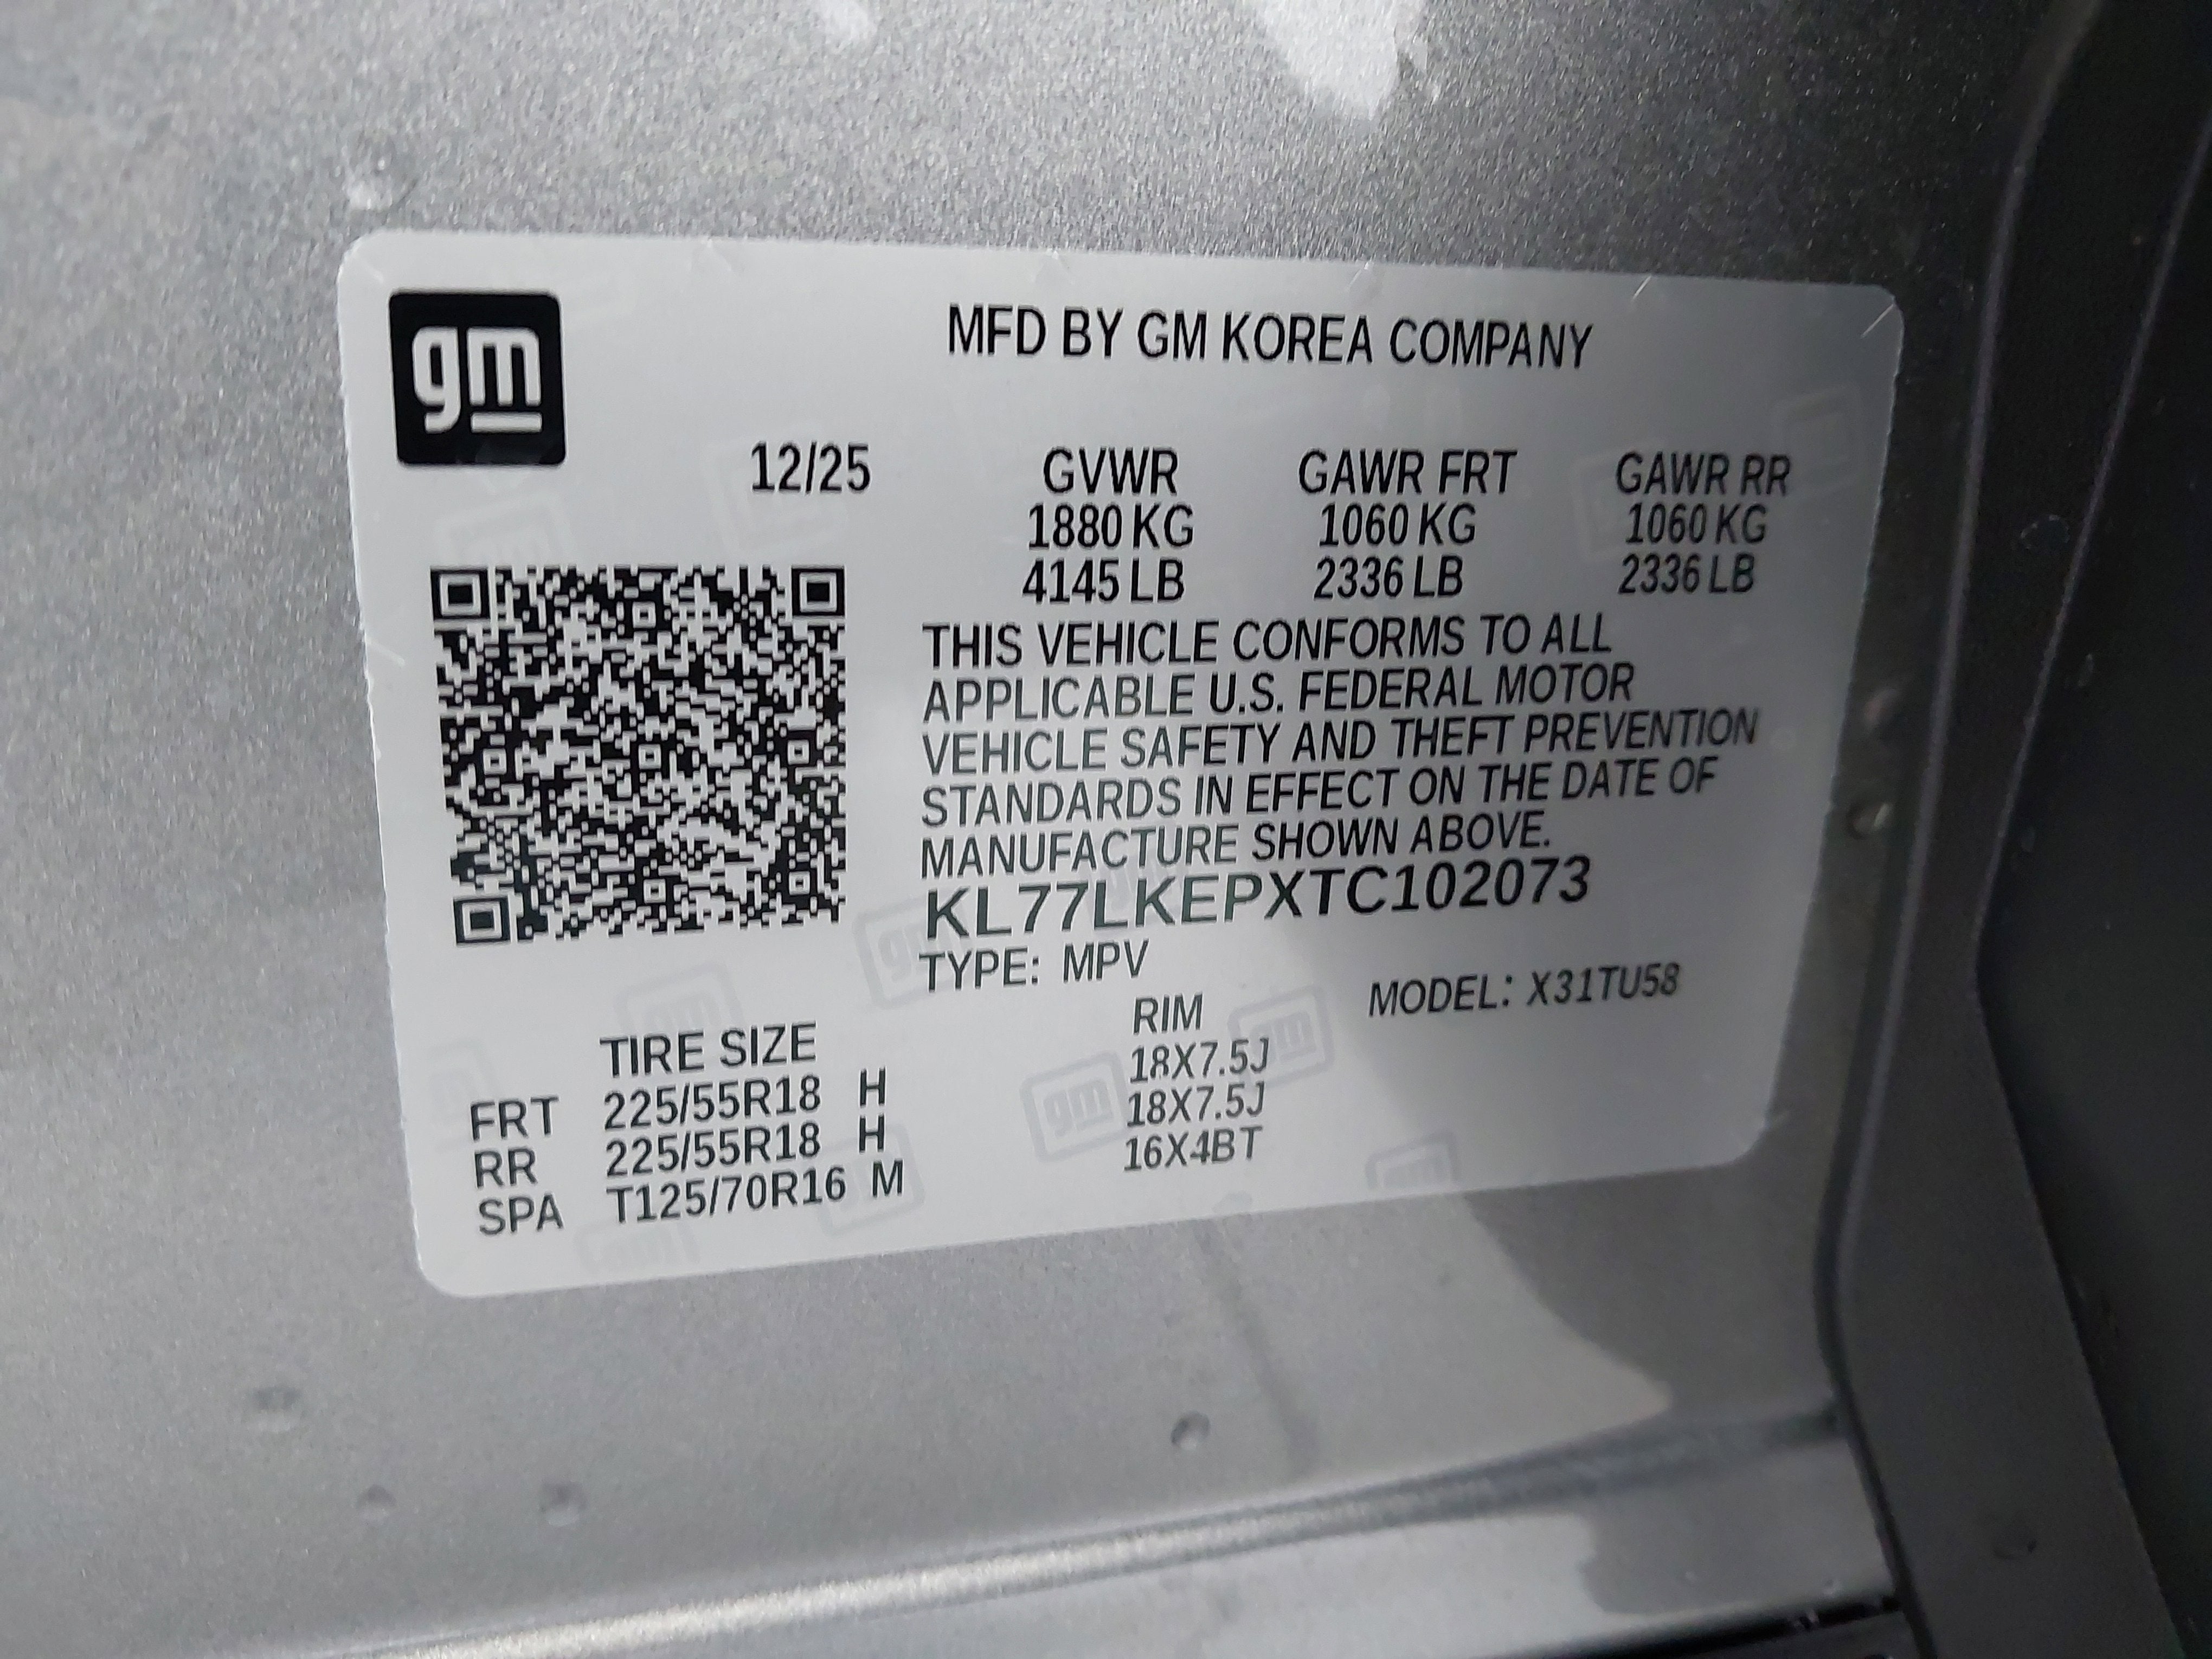 gm
MFD BY GM KOREA COMPANY
12/25 GVWR GAWR FRT GAWR RR
1880 KG 1060 KG 1060 KG
4145 LB 2336 LB 2336 LB
THIS VEHICLE CONFORMS TO ALL
APPLICABLE U.S. FEDERAL MOTOR
VEHICLE SAFETY AND THEFT PREVENTION
STANDARDS IN EFFECT ON THE DATE OF
MANUFACTURE SHOWN ABOVE.
KL77LKEPXTC102073
TYPE: MPV MODEL: X31TU58
TIRE SIZE RIM
FRT 225/55R18 H 18X7.5J
RR 225/55R18 H 18X7.5J
SPA T125/70R16 M 16X4BT